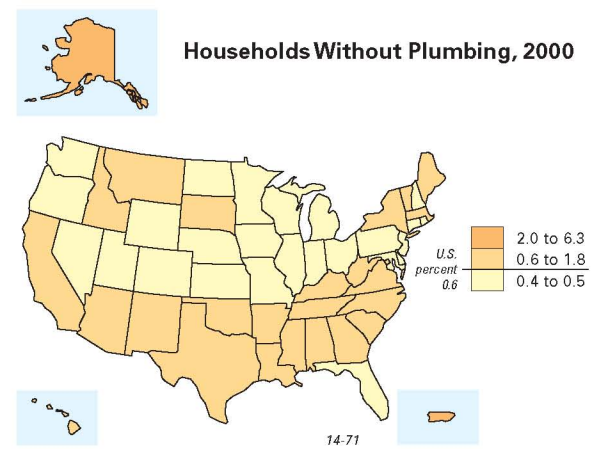 Households Without Plumbing, 2000
2.0 to 6.3
U.S.
percent
0.6
0.6 to 1.8
0.4 to 0.5
14-71